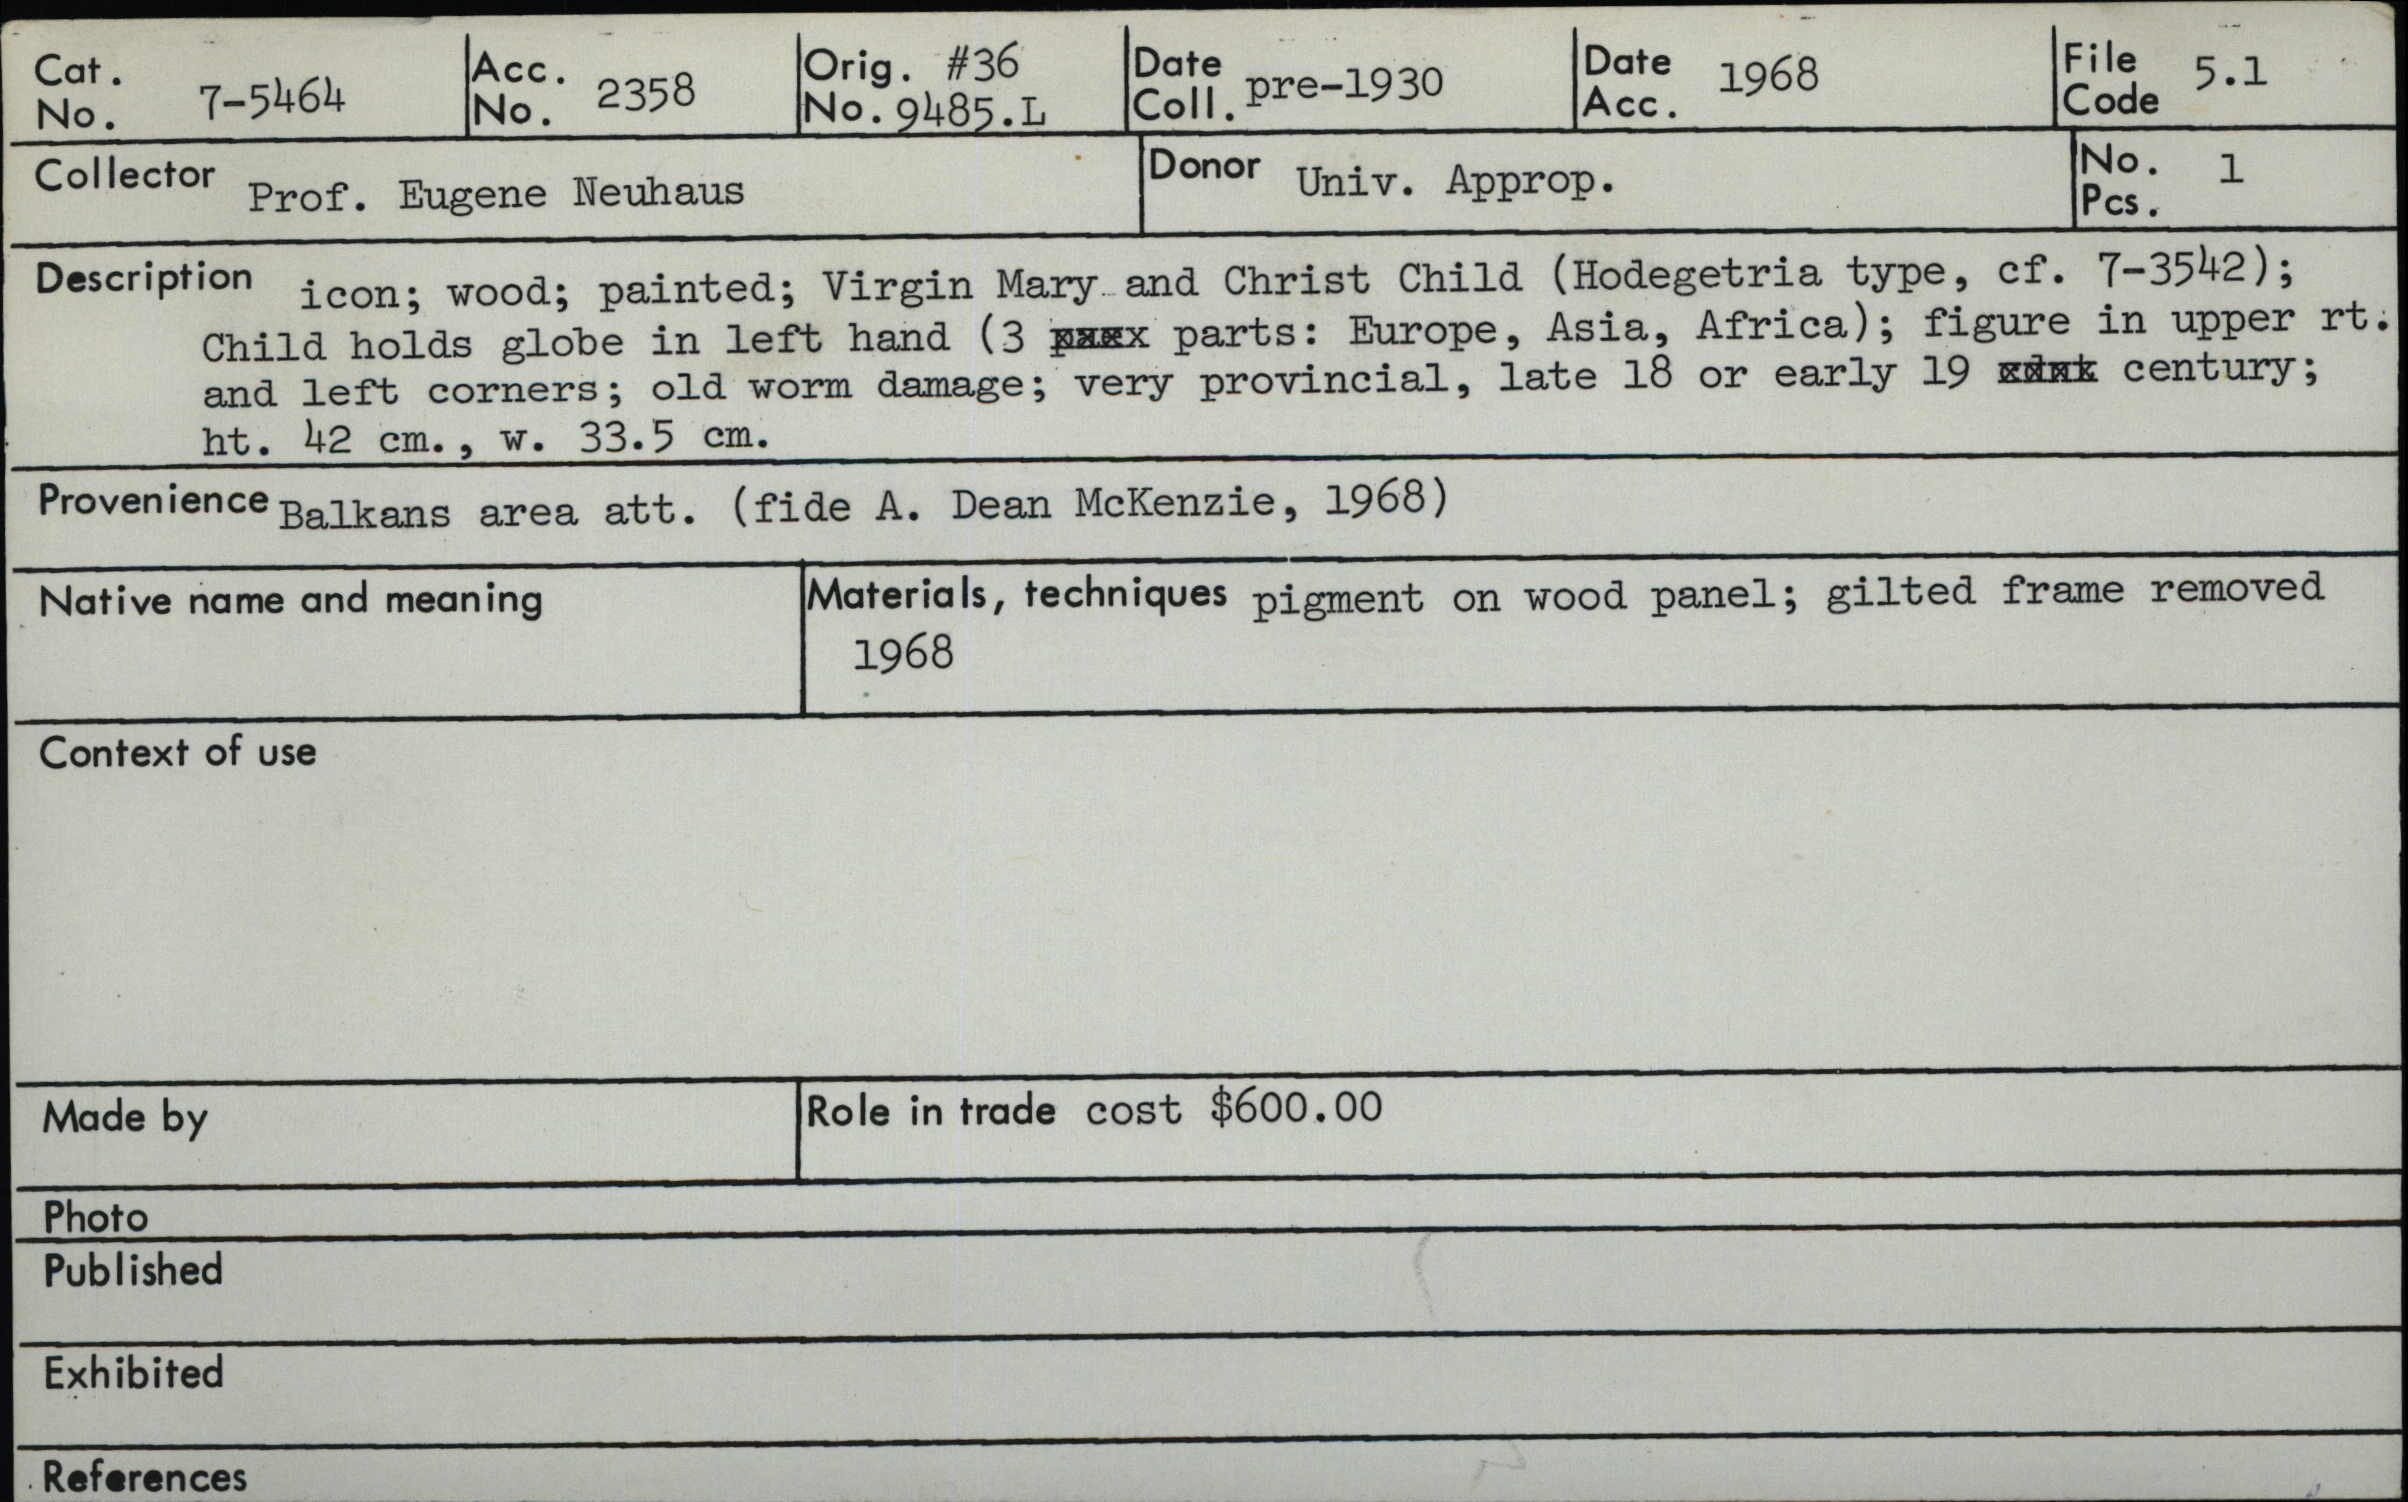 Cat. No. 7-5464 Acc. No. 2358 Orig. No. #36 9485.L Date Coll. pre-1930 Date Acc. 1968 File Code 5.1
Collector Prof. Eugene Neuhaus Donor Univ. Approp. No. Pcs. 1
Description icon; wood; painted; Virgin Mary and Christ Child (Hodegetria type, cf. 7-3542);
Child holds globe in left hand (3 parts: Europe, Asia, Africa); figure in upper rt.
and left corners; old worm damage; very provincial, late 18 or early 19 century;
ht. 42 cm., w. 33.5 cm.
Provenience Balkans area att. (fide A. Dean McKenzie, 1968)
Native name and meaning Materials, techniques pigment on wood panel; gilted frame removed
1968
Context of use
Made by Role in trade cost $600.00
Photo
Published
Exhibited
References